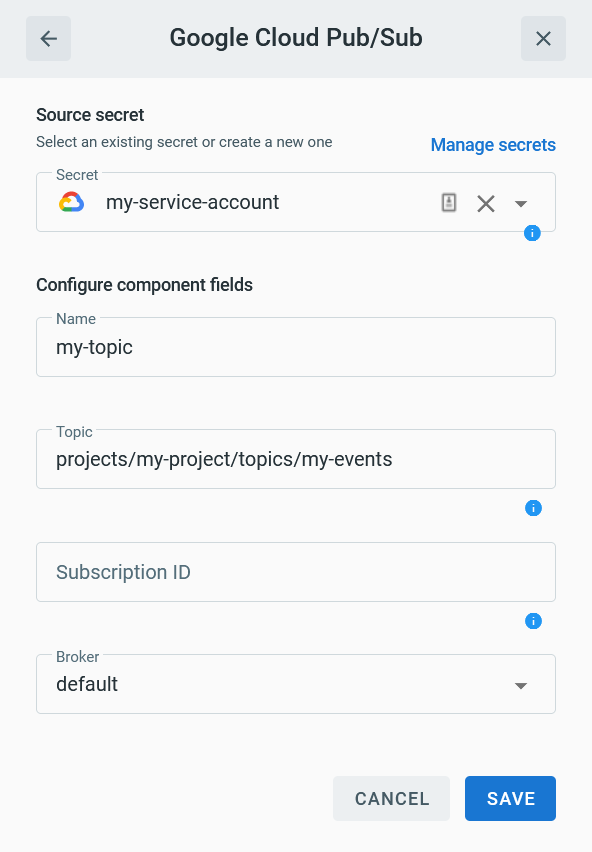 Google Cloud Pub/Sub
Source secret
Select an existing secret or create a new one
Manage secrets
Secret
my-service-account
Configure component fields
Name
my-topic
Topic
projects/my-project/topics/my-events
Subscription ID
Broker
default
CANCEL
SAVE